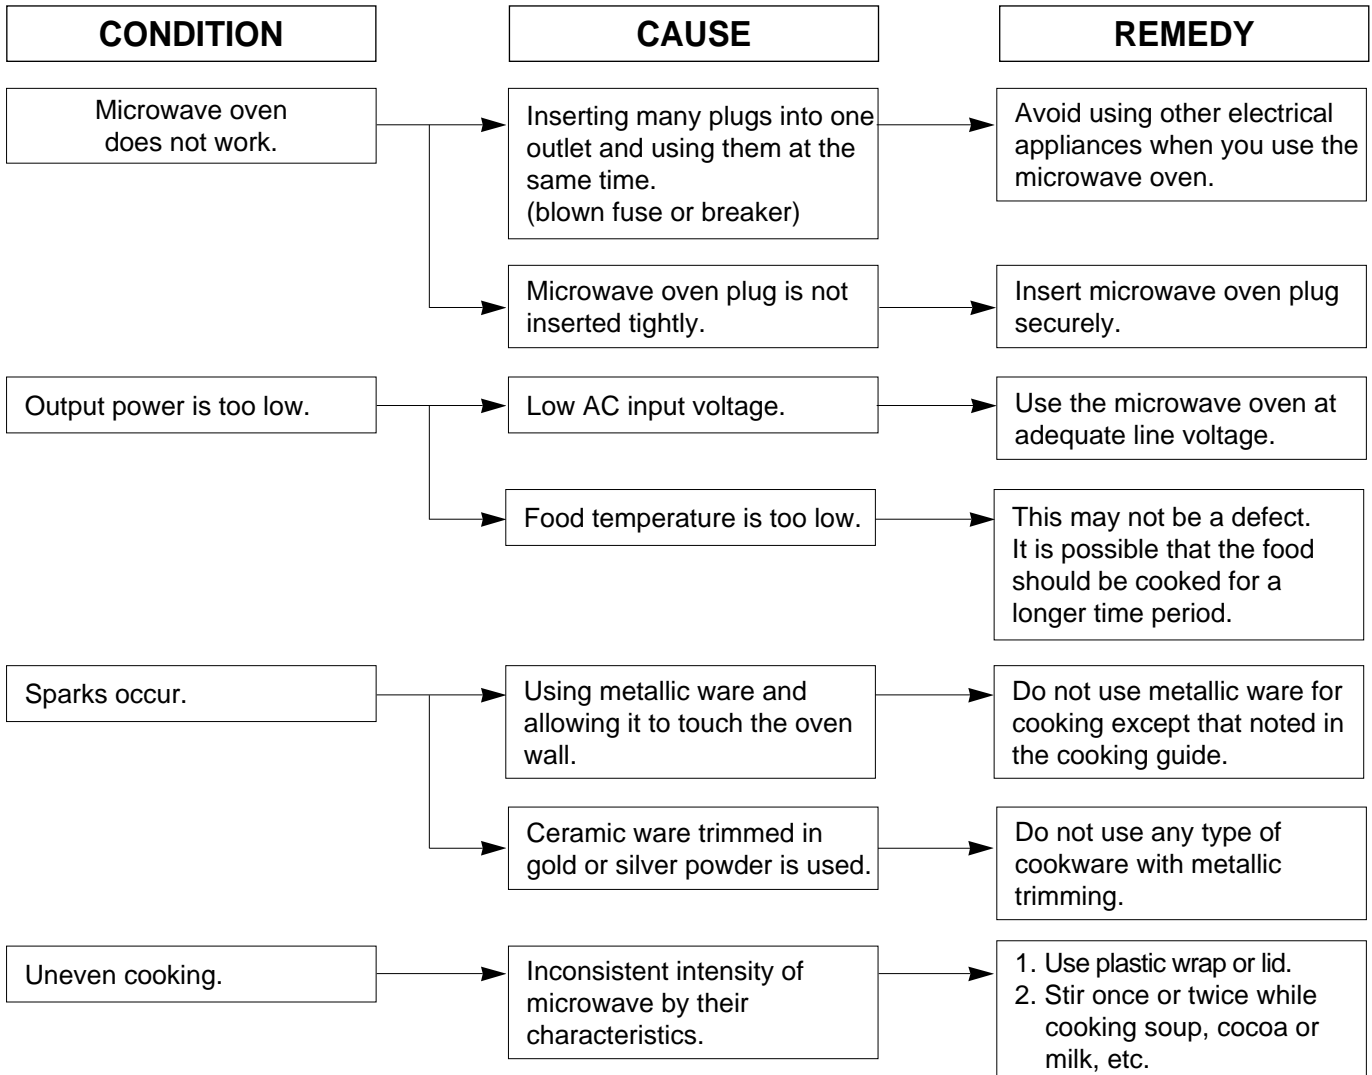 CONDITION
CAUSE
REMEDY
Microwave oven
does not work.
Inserting many plugs into one
outlet and using them at the
same time.
(blown fuse or breaker)
Avoid using other electrical
appliances when you use the
microwave oven.
Microwave oven plug is not
inserted tightly.
Insert microwave oven plug
securely.
Output power is too low.
Low AC input voltage.
Use the microwave oven at
adequate line voltage.
Food temperature is too low.
This may not be a defect.
It is possible that the food
should be cooked for a
longer time period.
Sparks occur.
Using metallic ware and
allowing it to touch the oven
wall.
Do not use metallic ware for
cooking except that noted in
the cooking guide.
Ceramic ware trimmed in
gold or silver powder is used.
Do not use any type of
cookware with metallic
trimming.
Uneven cooking.
Inconsistent intensity of
microwave by their
characteristics.
1. Use plastic wrap or lid.
2. Stir once or twice while
cooking soup, cocoa or
milk, etc.